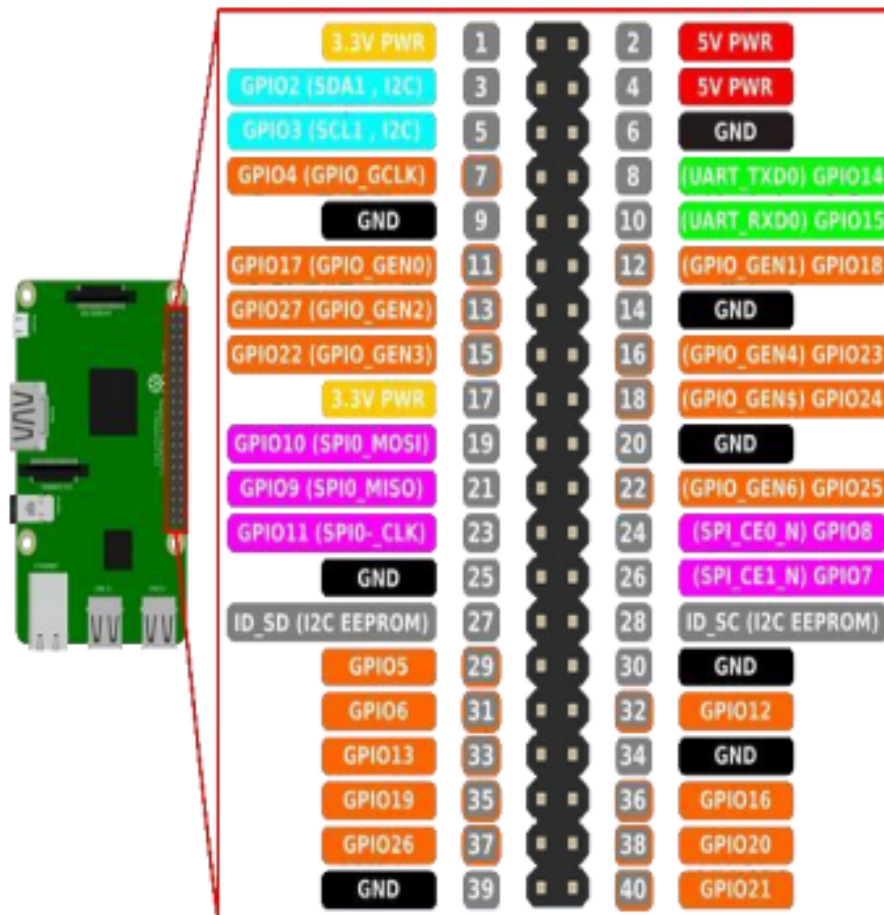 3.3V PWR 1 2 5V PWR
GPIO2 (SDA1 , I2C) 3 4 5V PWR
GPIO3 (SCL1 , I2C) 5 6 GND
GPIO4 (GPIO_GCLK) 7 8 (UART_TXD0) GPIO14
GND 9 10 (UART_RXD0) GPIO15
GPIO17 (GPIO_GEN0) 11 12 (GPIO_GEN1) GPIO18
GPIO27 (GPIO_GEN2) 13 14 GND
GPIO22 (GPIO_GEN3) 15 16 (GPIO_GEN4) GPIO23
3.3V PWR 17 18 (GPIO_GEN$) GPIO24
GPIO10 (SPI0_MOSI) 19 20 GND
GPIO9 (SPI0_MISO) 21 22 (GPIO_GEN6) GPIO25
GPIO11 (SPI0-_CLK) 23 24 (SPI_CE0_N) GPIO8
GND 25 26 (SPI_CE1_N) GPIO7
ID_SD (I2C EEPROM) 27 28 ID_SC (I2C EEPROM)
GPIO5 29 30 GND
GPIO6 31 32 GPIO12
GPIO13 33 34 GND
GPIO19 35 36 GPIO16
GPIO26 37 38 GPIO20
GND 39 40 GPIO21